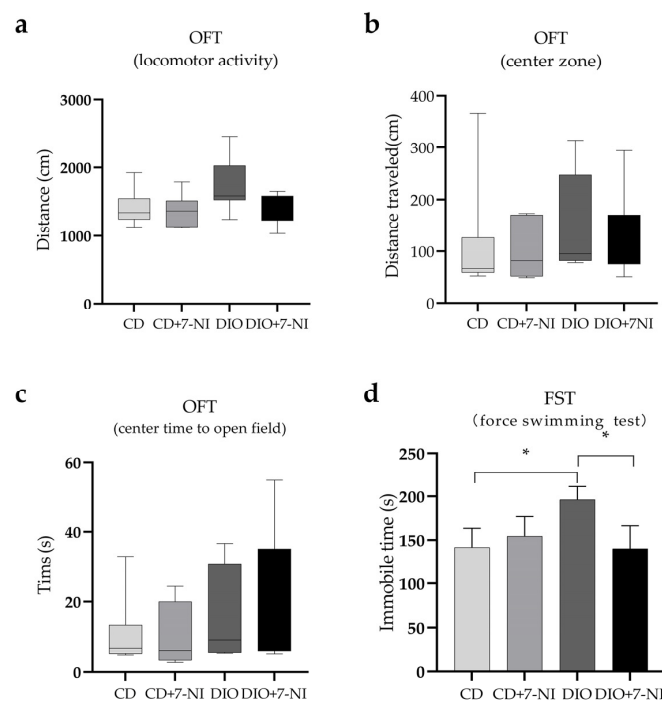 a
OFT
(locomotor activity)
Distance (cm)
3000
2000
1000
0
CD CD+7-NI DIO DIO+7-NI
b
OFT
(center zone)
Distance traveled(cm)
400
300
200
100
0
CD CD+7-NI DIO DIO+7NI
c
OFT
(center time to open field)
Tims (s)
60
40
20
0
CD CD+7-NI DIO DIO+7-NI
d
FST
(force swimming test)
*
*
Immobile time (s)
250
200
150
100
50
0
CD CD+7-NI DIO DIO+7-NI